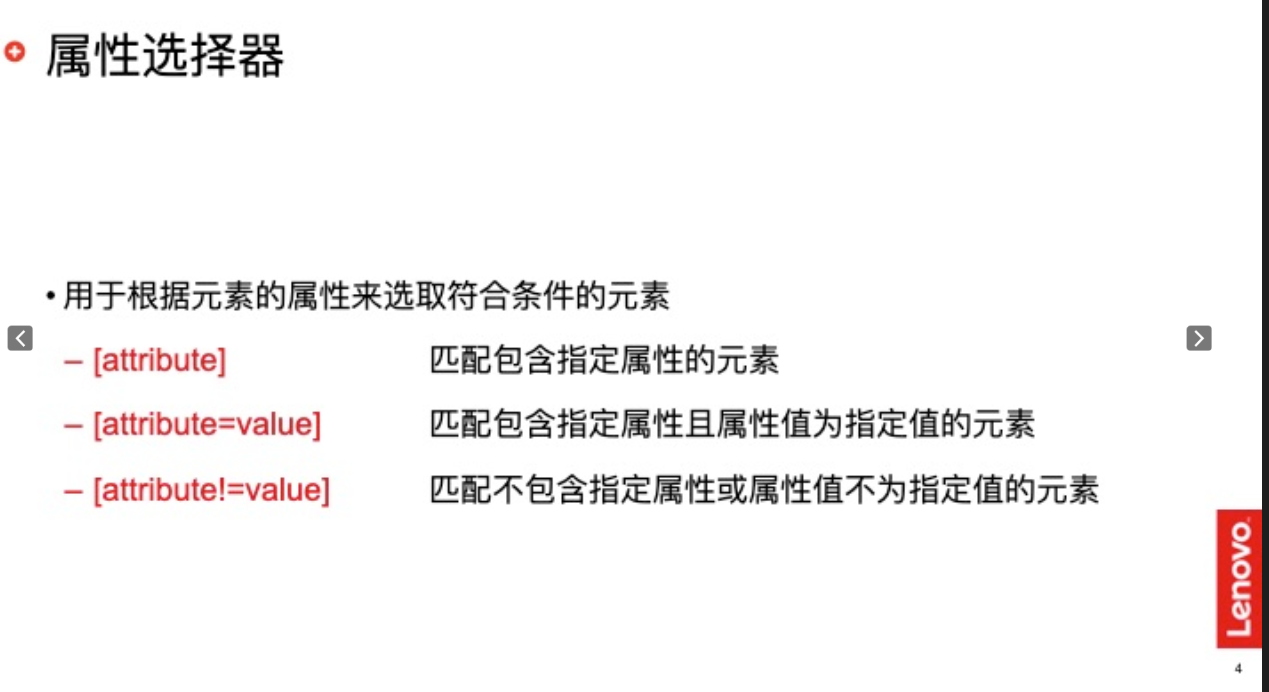 属性选择器
• 用于根据元素的属性来选取符合条件的元素
– [attribute] 匹配包含指定属性的元素
– [attribute=value] 匹配包含指定属性且属性值为指定值的元素
– [attribute!=value] 匹配不包含指定属性或属性值不为指定值的元素
Lenovo
4